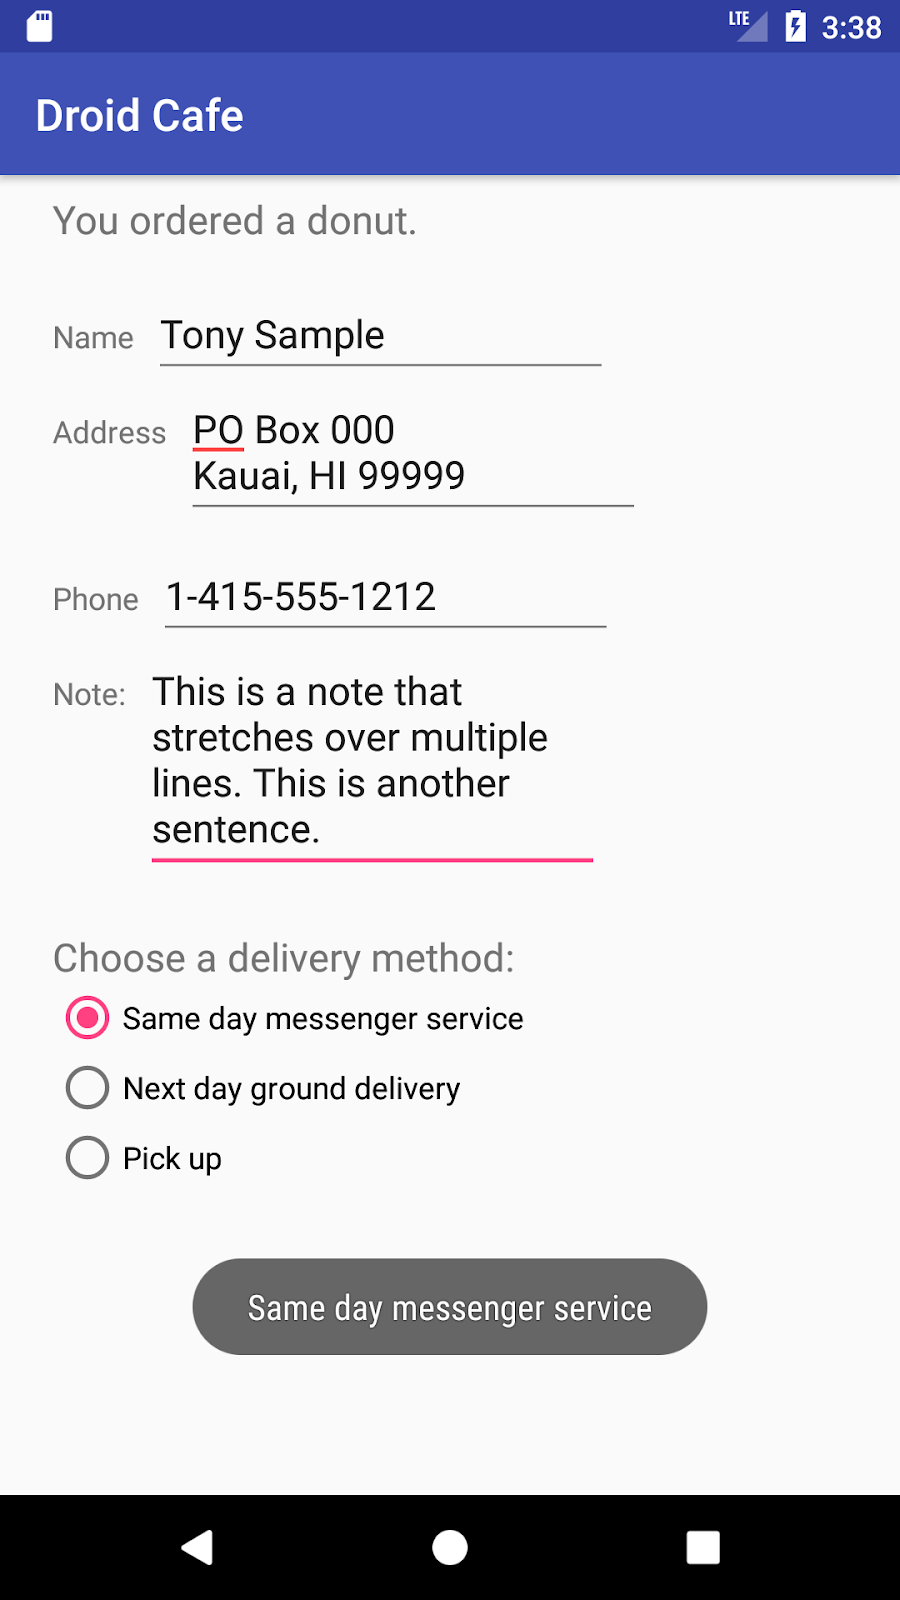 LTE 3:38
Droid Cafe
You ordered a donut.
Name Tony Sample
Address PO Box 000
Kauai, HI 99999
Phone 1-415-555-1212
Note: This is a note that
stretches over multiple
lines. This is another
sentence.
Choose a delivery method:
Same day messenger service
Next day ground delivery
Pick up
Same day messenger service